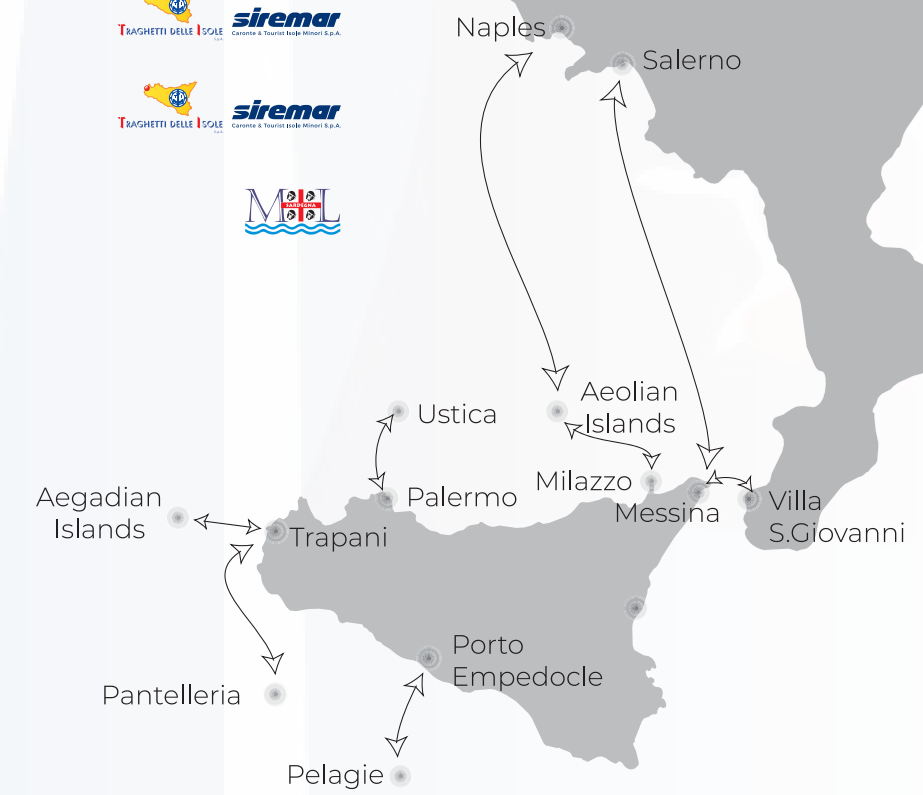 TRAGHETTI DELLE ISOLE S.p.A.
siremar
Caronte & Tourist Isole Minori S.p.A.
TRAGHETTI DELLE ISOLE S.p.A.
siremar
Caronte & Tourist Isole Minori S.p.A.
M SARDEGNA L
Naples
Salerno
Aeolian
Islands
Ustica
Milazzo
Palermo
Messina
Villa
S.Giovanni
Aegadian
Islands
Trapani
Porto
Empedocle
Pantelleria
Pelagie